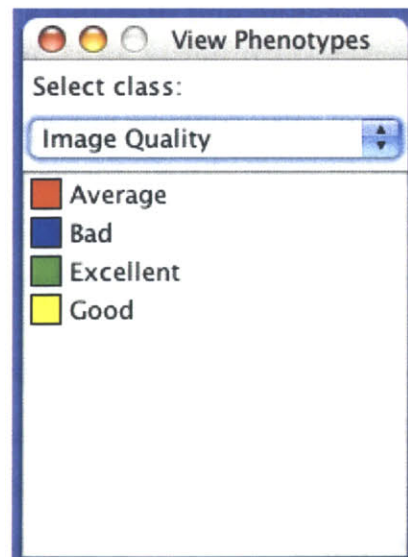 View Phenotypes
Select class:
Image Quality
Average
Bad
Excellent
Good